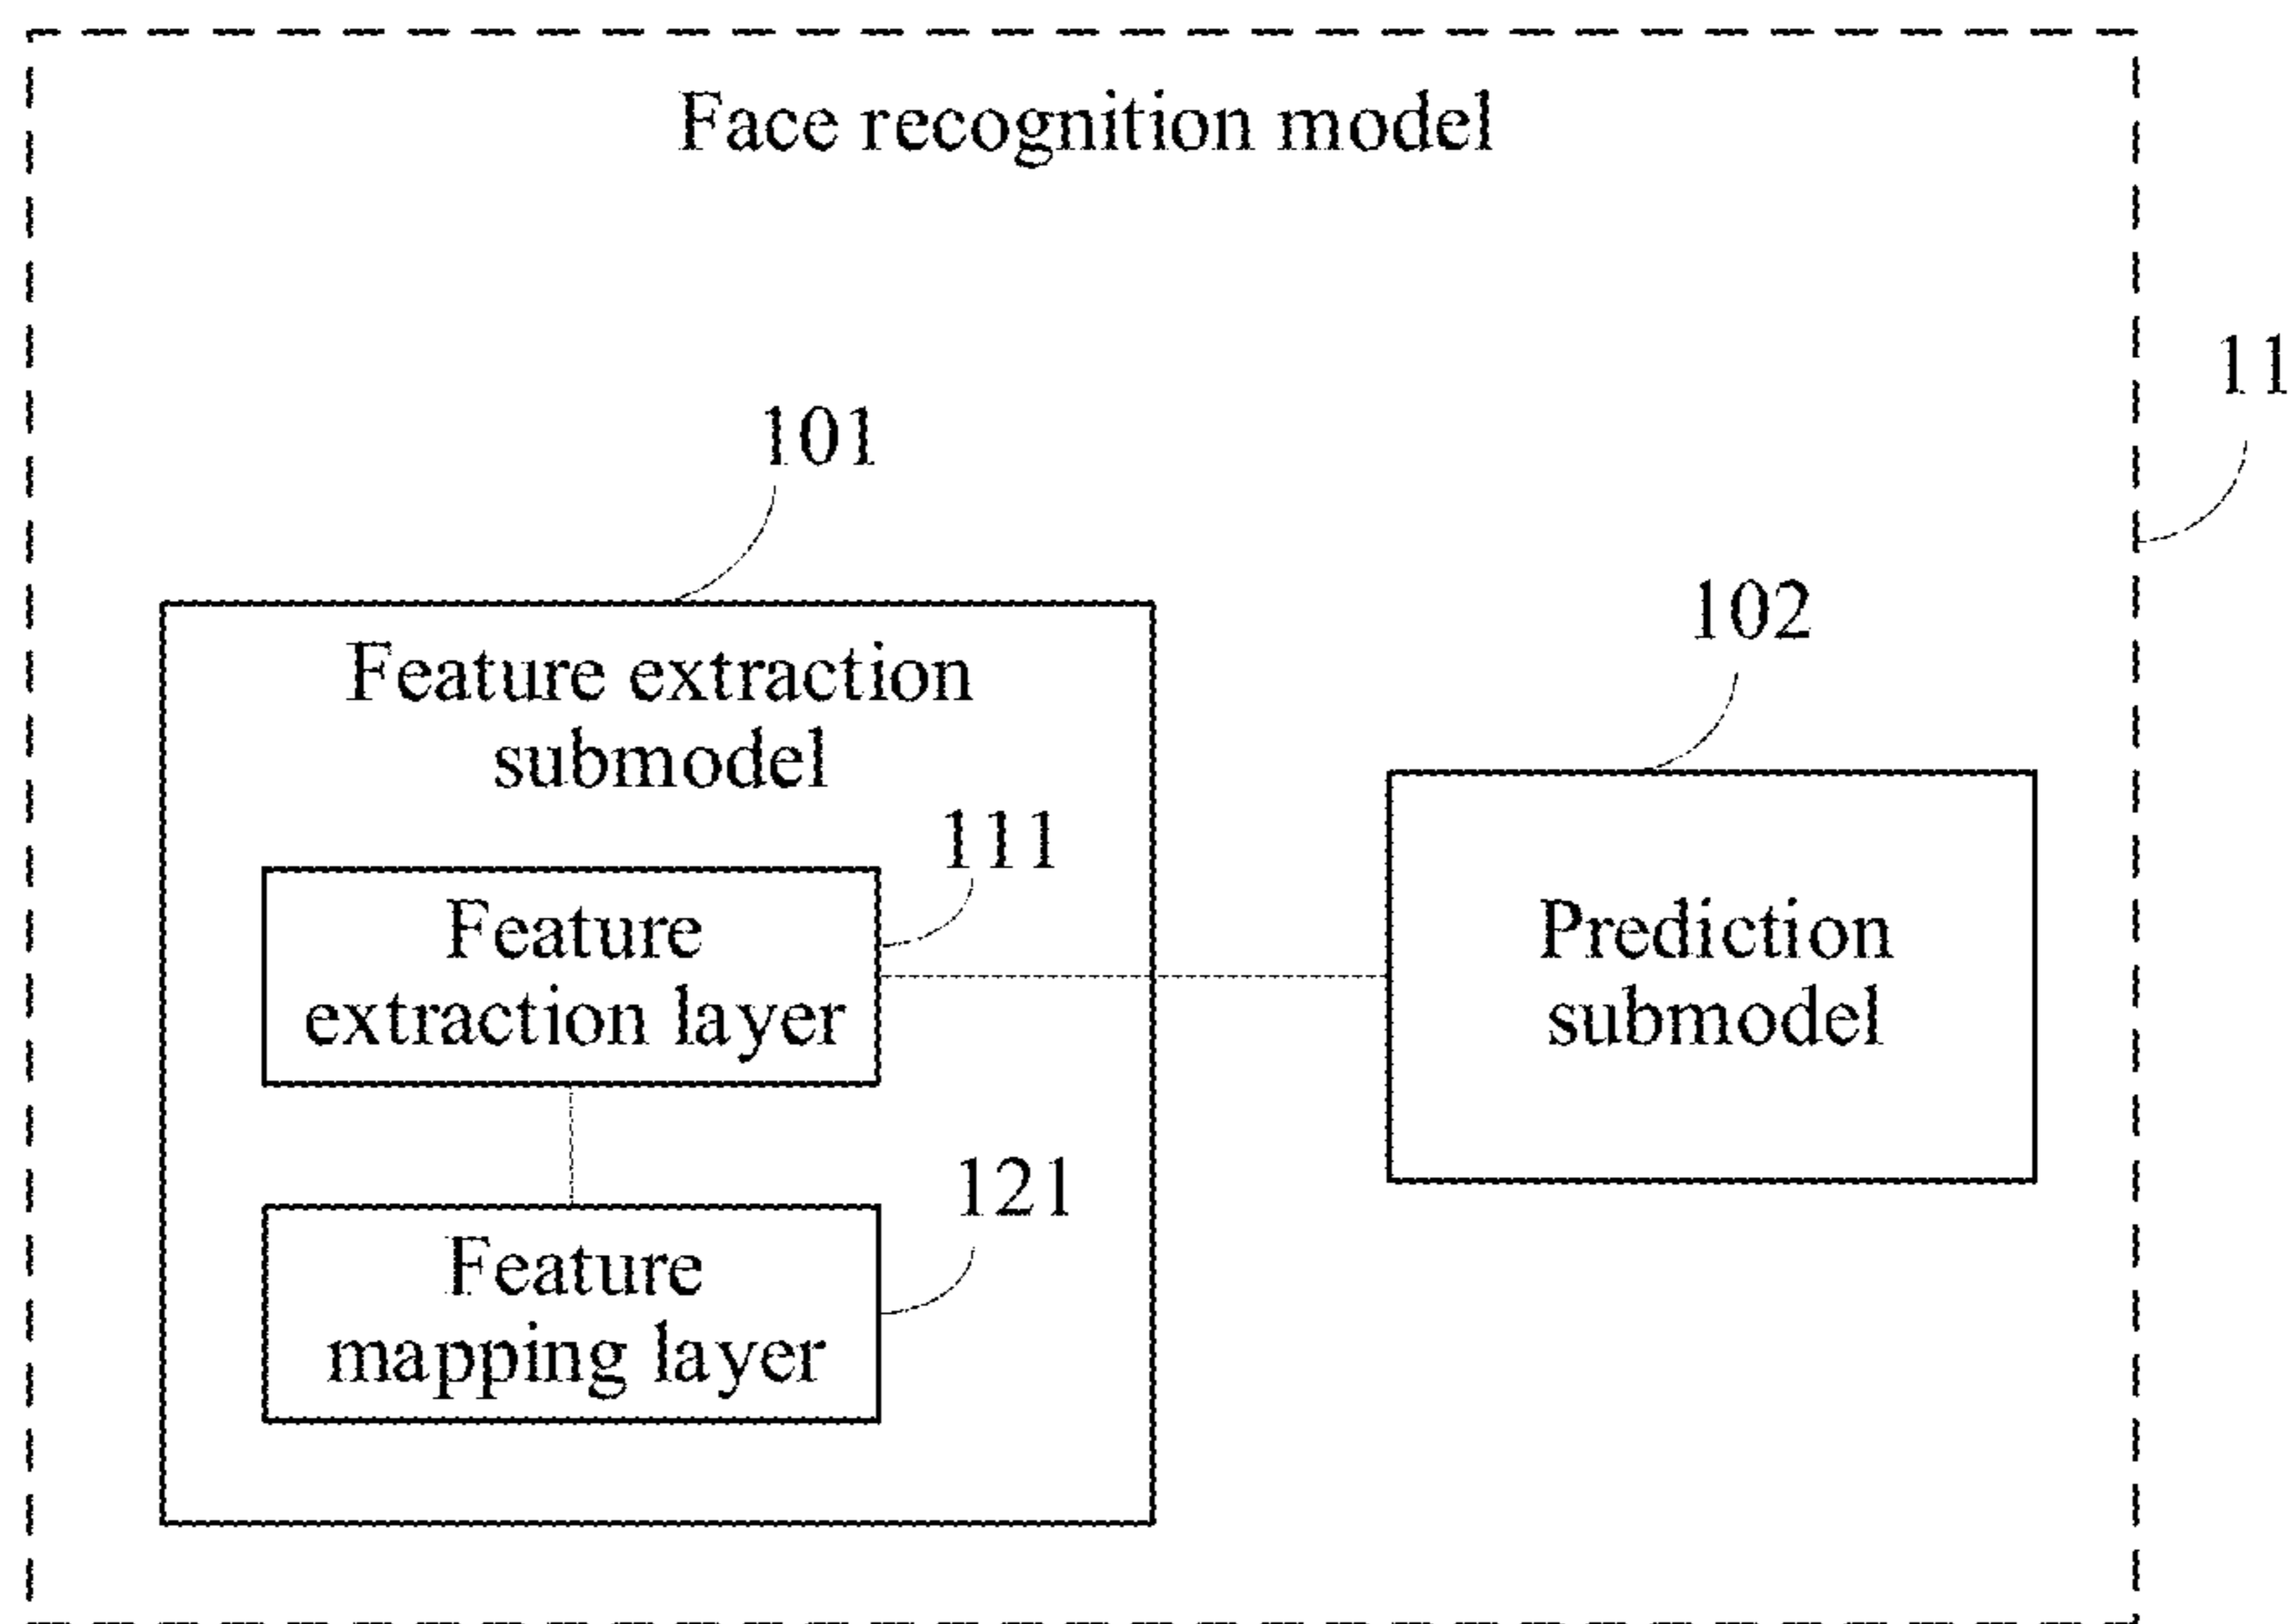 Face recognition model
11
101
102
Feature extraction
submodel
111
Feature
extraction layer
Prediction
submodel
121
Feature
mapping layer